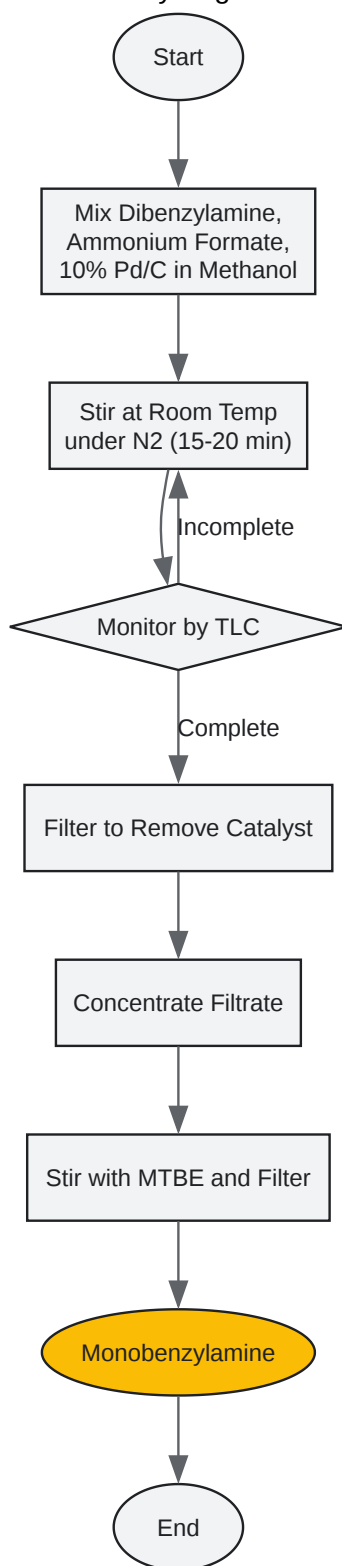 Start
Mix Dibenzylamine,
Ammonium Formate,
10% Pd/C in Methanol
Stir at Room Temp
under N2 (15-20 min)
Incomplete
Monitor by TLC
Complete
Filter to Remove Catalyst
Concentrate Filtrate
Stir with MTBE and Filter
Monobenzylamine
End